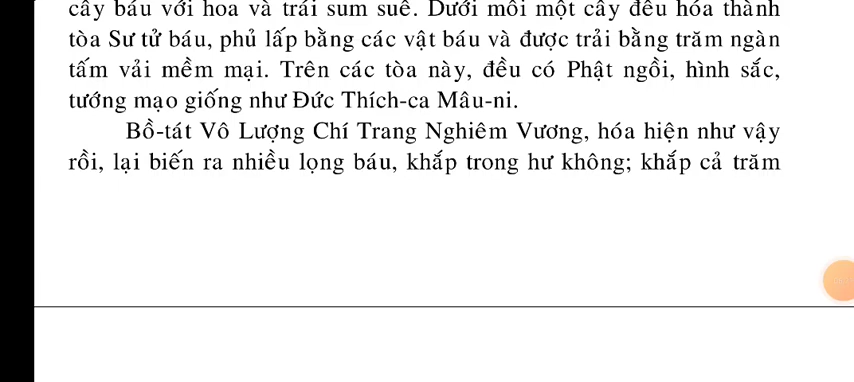 cây báu với hoa và trái sum suê. Dưới mỗi một cây đều hóa thành
tòa Sư tử báu, phủ lấp bằng các vật báu và được trải bằng trăm ngàn
tấm vải mềm mại. Trên các tòa này, đều có Phật ngồi, hình sắc,
tướng mạo giống như Đức Thích-ca Mâu-ni.
Bồ-tát Vô Lượng Chí Trang Nghiêm Vương, hóa hiện như vậy
rồi, lại biến ra nhiều lọng báu, khắp trong hư không; khắp cả trăm